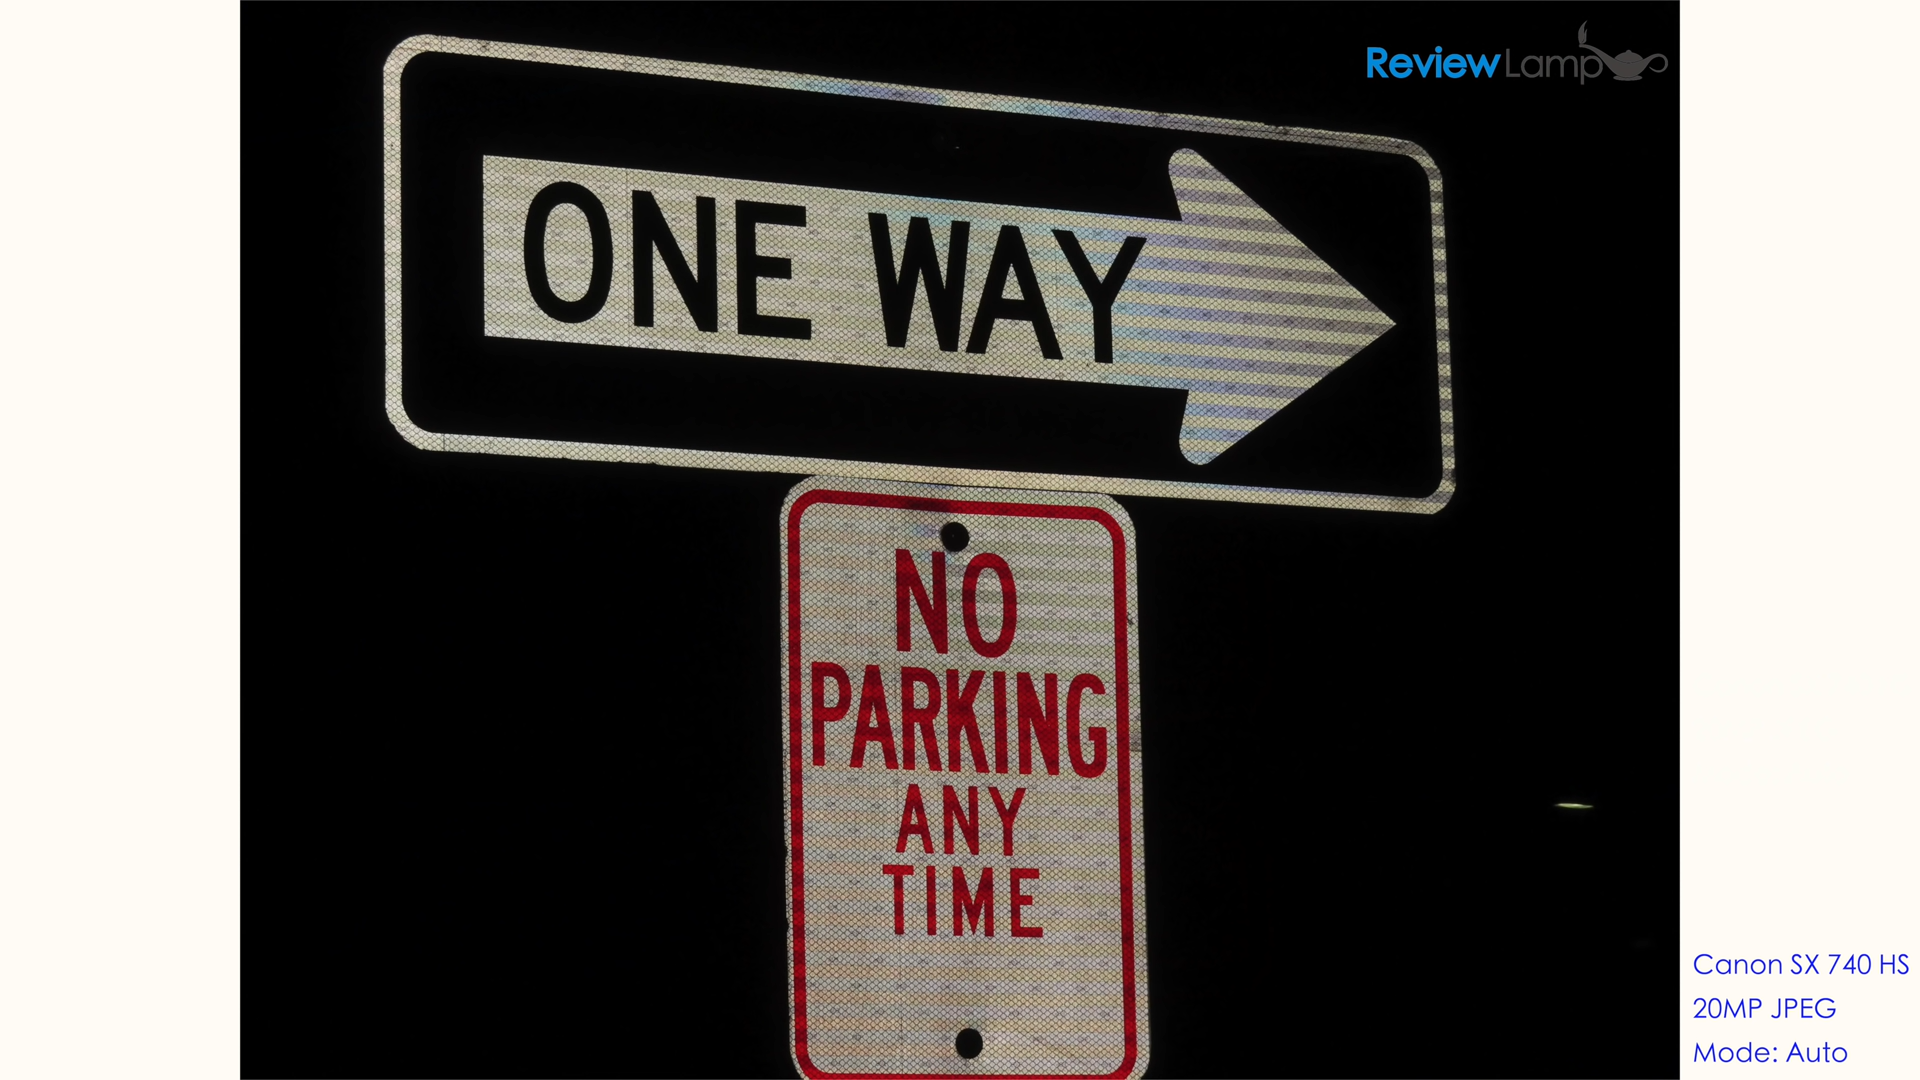 ReviewLamp
ONE WAY
NO
PARKING
ANY
TIME
Canon SX 740 HS
20MP JPEG
Mode: Auto